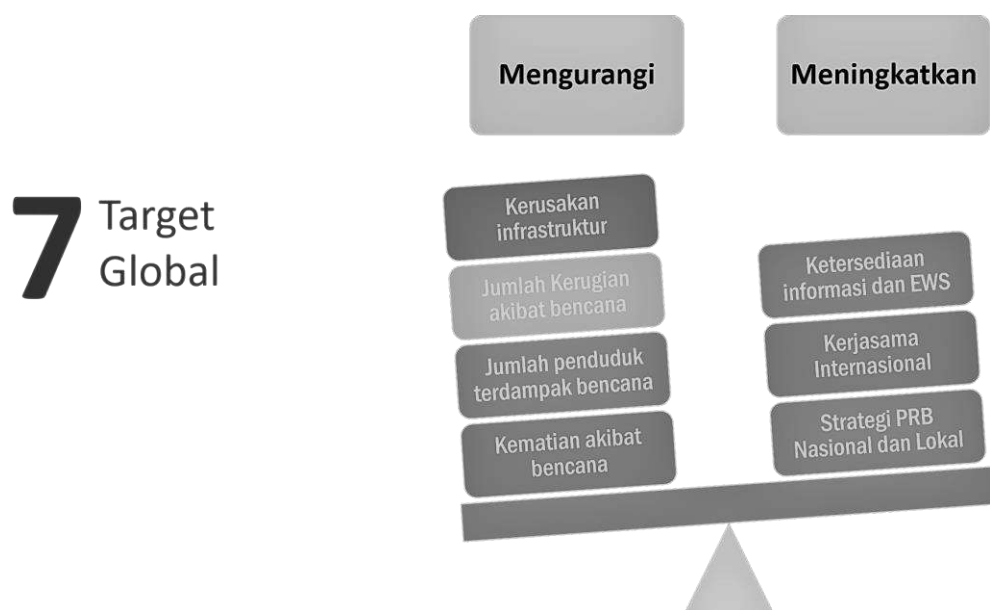 Mengurangi
Meningkatkan
7
Target
Global
Kerusakan
infrastruktur
Jumlah Kerugian
akibat bencana
Jumlah penduduk
terdampak bencana
Kematian akibat
bencana
Ketersediaan
informasi dan EWS
Kerjasama
Internasional
Strategi PRB
Nasional dan Lokal